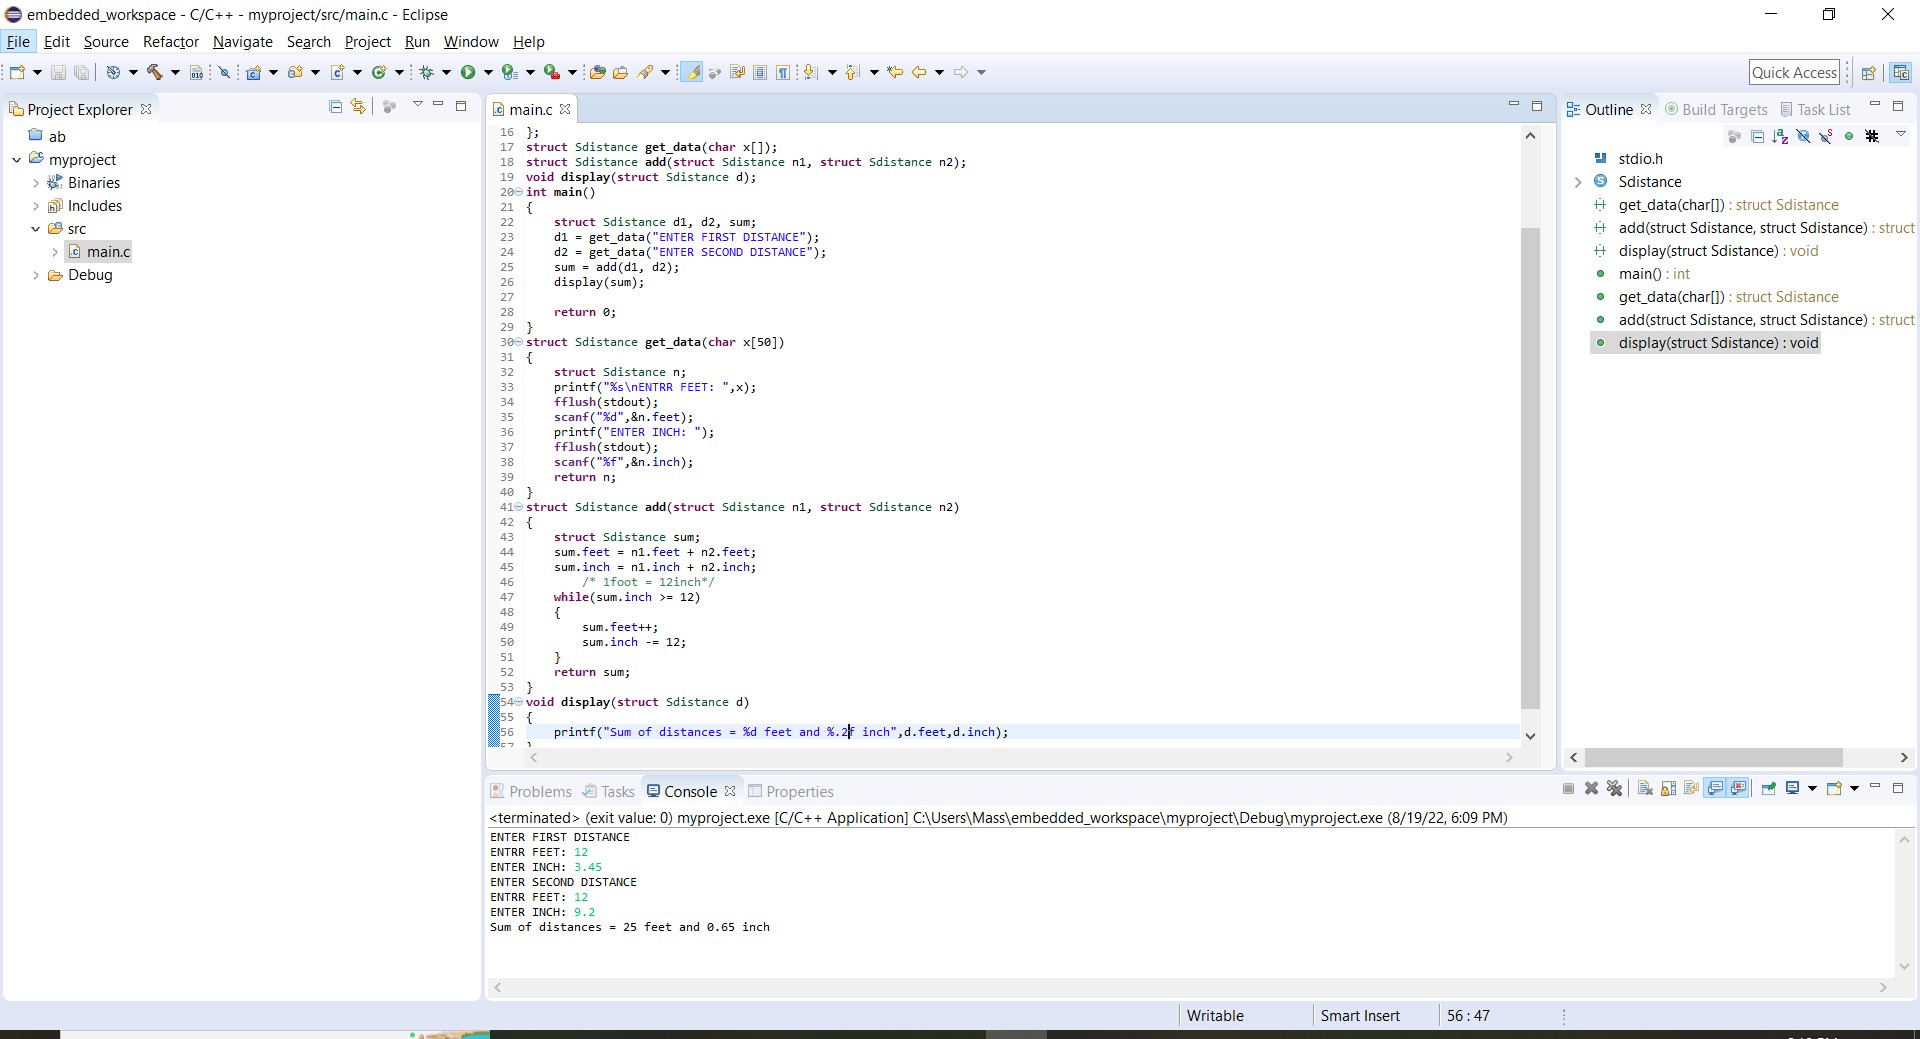 embedded_workspace - C/C++ - myproject/src/main.c - Eclipse
File Edit Source Refactor Navigate Search Project Run Window Help
Quick Access
Project Explorer
ab
myproject
Binaries
Includes
src
main.c
Debug
main.c
16 };
17 struct Sdistance get_data(char x[]);
18 struct Sdistance add(struct Sdistance n1, struct Sdistance n2);
19 void display(struct Sdistance d);
20 int main()
21 {
22 struct Sdistance d1, d2, sum;
23 d1 = get_data("ENTER FIRST DISTANCE");
24 d2 = get_data("ENTER SECOND DISTANCE");
25 sum = add(d1, d2);
26 display(sum);
27
28 return 0;
29 }
30 struct Sdistance get_data(char x[50])
31 {
32 struct Sdistance n;
33 printf("%s\nENTRR FEET: ",x);
34 fflush(stdout);
35 scanf("%d",&n.feet);
36 printf("ENTER INCH: ");
37 fflush(stdout);
38 scanf("%f",&n.inch);
39 return n;
40 }
41 struct Sdistance add(struct Sdistance n1, struct Sdistance n2)
42 {
43 struct Sdistance sum;
44 sum.feet = n1.feet + n2.feet;
45 sum.inch = n1.inch + n2.inch;
46 /* 1foot = 12inch*/
47 while(sum.inch >= 12)
48 {
49 sum.feet++;
50 sum.inch -= 12;
51 }
52 return sum;
53 }
54 void display(struct Sdistance d)
55 {
56 printf("Sum of distances = %d feet and %.2f inch",d.feet,d.inch);
57 }
Outline Build Targets Task List
stdio.h
Sdistance
get_data(char[]) : struct Sdistance
add(struct Sdistance, struct Sdistance) : struct
display(struct Sdistance) : void
main() : int
get_data(char[]) : struct Sdistance
add(struct Sdistance, struct Sdistance) : struct
display(struct Sdistance) : void
Problems Tasks Console Properties
<terminated> (exit value: 0) myproject.exe [C/C++ Application] C:\Users\Mass\embedded_workspace\myproject\Debug\myproject.exe (8/19/22, 6:09 PM)
ENTER FIRST DISTANCE
ENTRR FEET: 12
ENTER INCH: 3.45
ENTER SECOND DISTANCE
ENTRR FEET: 12
ENTER INCH: 9.2
Sum of distances = 25 feet and 0.65 inch
Writable Smart Insert 56 : 47